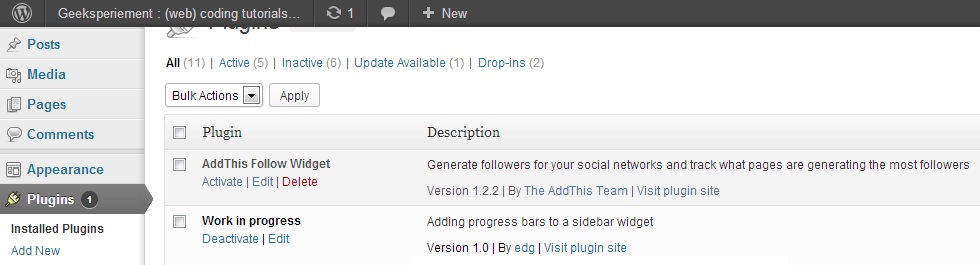 Geeksperiement : (web) coding tutorials... 1 + New
Plugins
Posts
Media
Pages
Comments
Appearance
Plugins 1
Installed Plugins
Add New
All (11) | Active (5) | Inactive (6) | Update Available (1) | Drop-ins (2)
Bulk Actions Apply
Plugin Description
AddThis Follow Widget Generate followers for your social networks and track what pages are generating the most followers
Activate | Edit | Delete Version 1.2.2 | By The AddThis Team | Visit plugin site
Work in progress Adding progress bars to a sidebar widget
Deactivate | Edit Version 1.0 | By edg | Visit plugin site